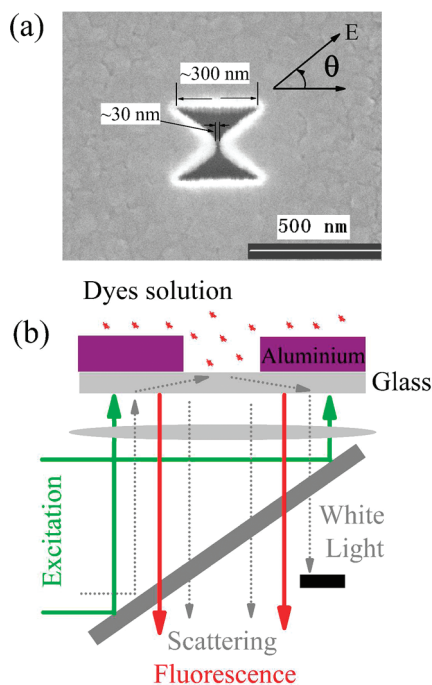 (a)
E
θ
~300 nm
~30 nm
500 nm
Dyes solution
(b)
Aluminium
Glass
Excitation
White
Light
Scattering
Fluorescence